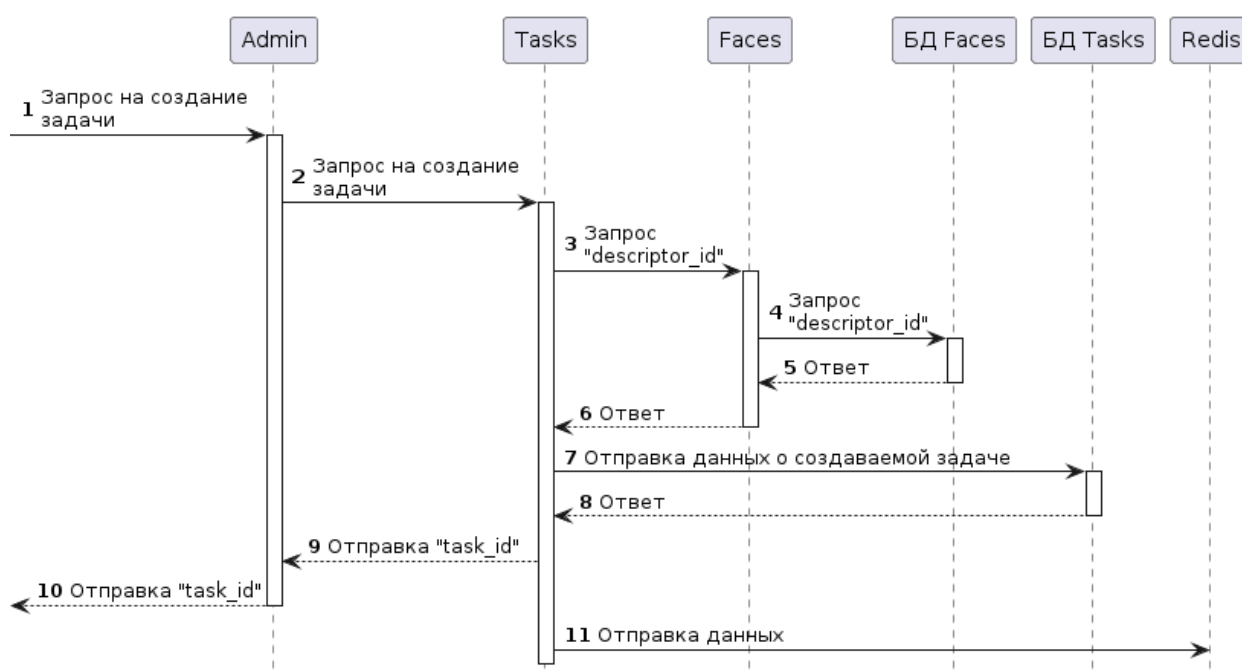 Admin
Tasks
Faces
БД Faces
БД Tasks
Redis
1 Запрос на создание
задачи
2 Запрос на создание
задачи
3 Запрос
"descriptor_id"
4 Запрос
"descriptor_id"
5 Ответ
6 Ответ
7 Отправка данных о создаваемой задаче
8 Ответ
9 Отправка "task_id"
10 Отправка "task_id"
11 Отправка данных